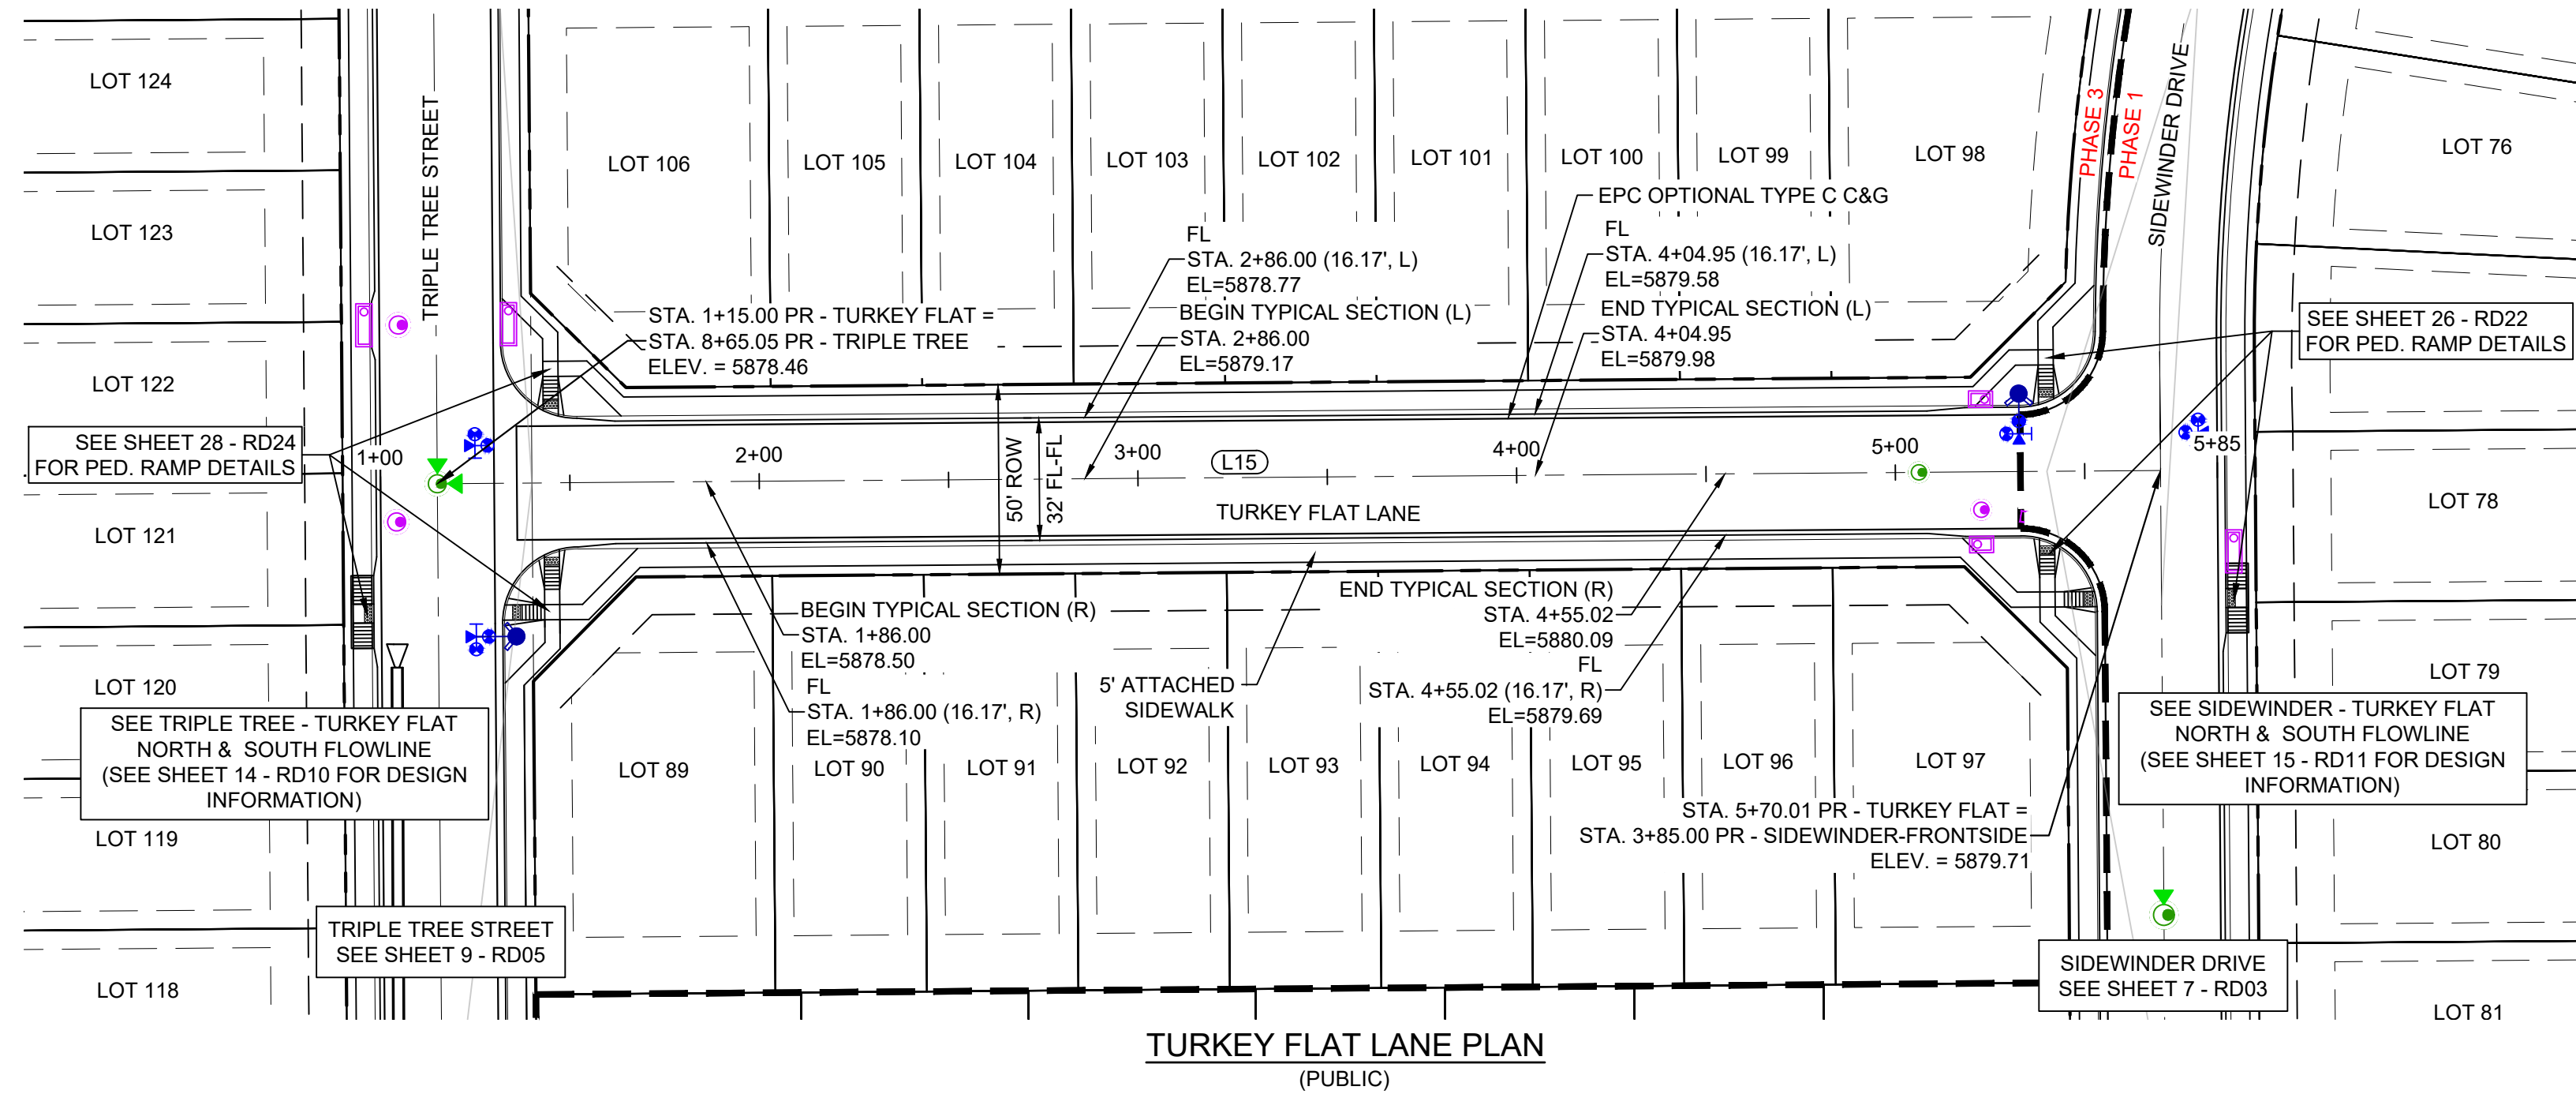 LOT 124
LOT 123
LOT 122
LOT 121
LOT 120
LOT 119
LOT 118
TRIPLE TREE STREET
LOT 106
LOT 105
LOT 104
LOT 103
LOT 102
LOT 101
LOT 100
LOT 99
LOT 98
PHASE 3
PHASE 1
SIDEWINDER DRIVE
LOT 76
LOT 78
LOT 79
LOT 80
LOT 81
EPC OPTIONAL TYPE C C&G
FL
STA. 2+86.00 (16.17', L)
EL=5878.77
BEGIN TYPICAL SECTION (L)
STA. 2+86.00
EL=5879.17
FL
STA. 4+04.95 (16.17', L)
EL=5879.58
END TYPICAL SECTION (L)
STA. 4+04.95
EL=5879.98
STA. 1+15.00 PR - TURKEY FLAT =
STA. 8+65.05 PR - TRIPLE TREE
ELEV. = 5878.46
SEE SHEET 26 - RD22
FOR PED. RAMP DETAILS
SEE SHEET 28 - RD24
FOR PED. RAMP DETAILS
1+00
2+00
3+00
L15
4+00
5+00
5+85
50' ROW
32' FL-FL
TURKEY FLAT LANE
BEGIN TYPICAL SECTION (R)
STA. 1+86.00
EL=5878.50
FL
STA. 1+86.00 (16.17', R)
EL=5878.10
5' ATTACHED
SIDEWALK
END TYPICAL SECTION (R)
STA. 4+55.02
EL=5880.09
FL
STA. 4+55.02 (16.17', R)
EL=5879.69
SEE TRIPLE TREE - TURKEY FLAT
NORTH & SOUTH FLOWLINE
(SEE SHEET 14 - RD10 FOR DESIGN
INFORMATION)
SEE SIDEWINDER - TURKEY FLAT
NORTH & SOUTH FLOWLINE
(SEE SHEET 15 - RD11 FOR DESIGN
INFORMATION)
LOT 89
LOT 90
LOT 91
LOT 92
LOT 93
LOT 94
LOT 95
LOT 96
LOT 97
STA. 5+70.01 PR - TURKEY FLAT =
STA. 3+85.00 PR - SIDEWINDER-FRONTSIDE
ELEV. = 5879.71
TRIPLE TREE STREET
SEE SHEET 9 - RD05
SIDEWINDER DRIVE
SEE SHEET 7 - RD03
TURKEY FLAT LANE PLAN
(PUBLIC)